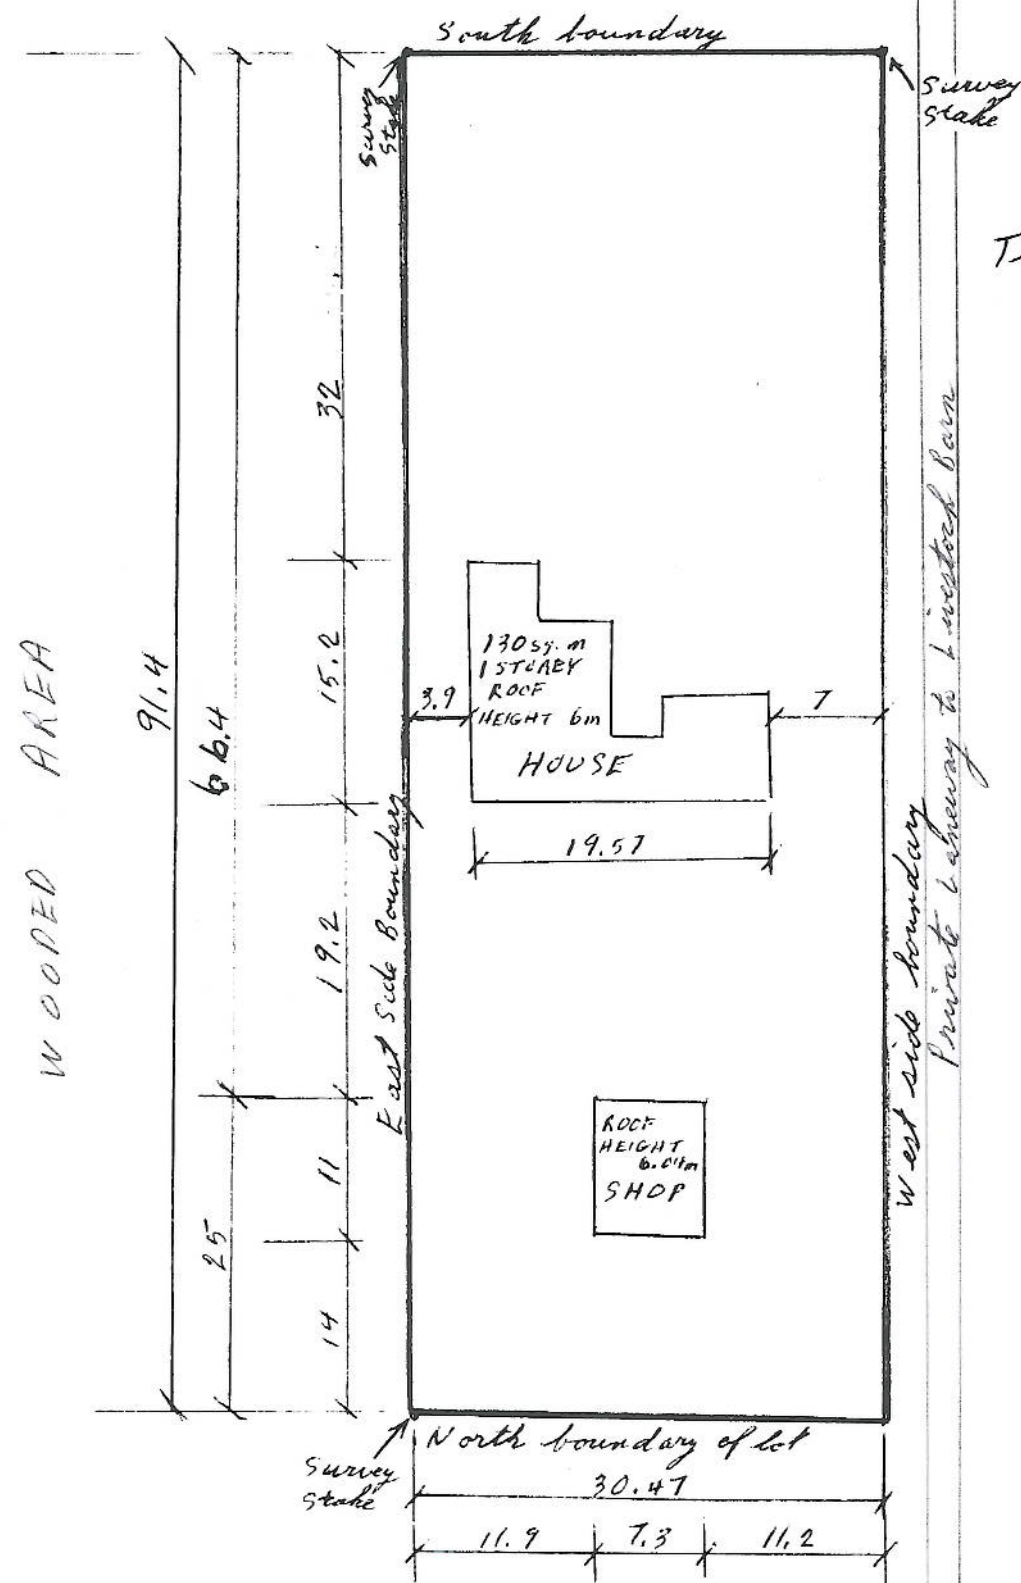 South boundary
Survey
Stake
Survey
Stake
32
15.2
130 sq. m
1 STOREY
ROOF
HEIGHT 6m
HOUSE
3.9
7
19.57
91.4
66.4
WOODED AREA
East Side Boundary
West side boundary
Private Laneway to Livestock Barn
19.2
ROOF
HEIGHT
6.04m
SHOP
11
25
14
North boundary of lot
Survey
Stake
30.47
11.9
7.3
11.2